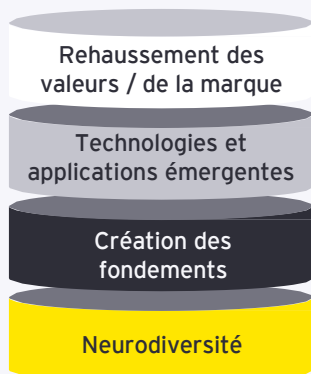 Rehaussement des
valeurs / de la marque
Technologies et
applications émergentes
Création des
fondements
Neurodiversité